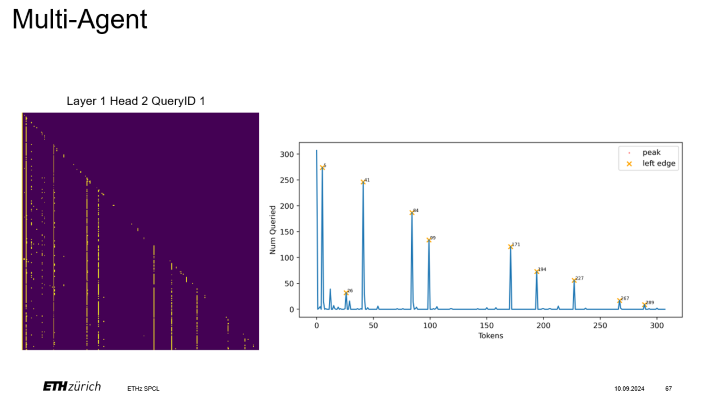 Multi-Agent
Layer 1 Head 2 QueryID 1
peak
left edge
Num Queried
300
250
200
150
100
50
0
5
26
41
84
99
171
194
227
267
289
0 50 100 150 200 250 300
Tokens
ETH zürich
ETHz SPCL
10.09.2024
67